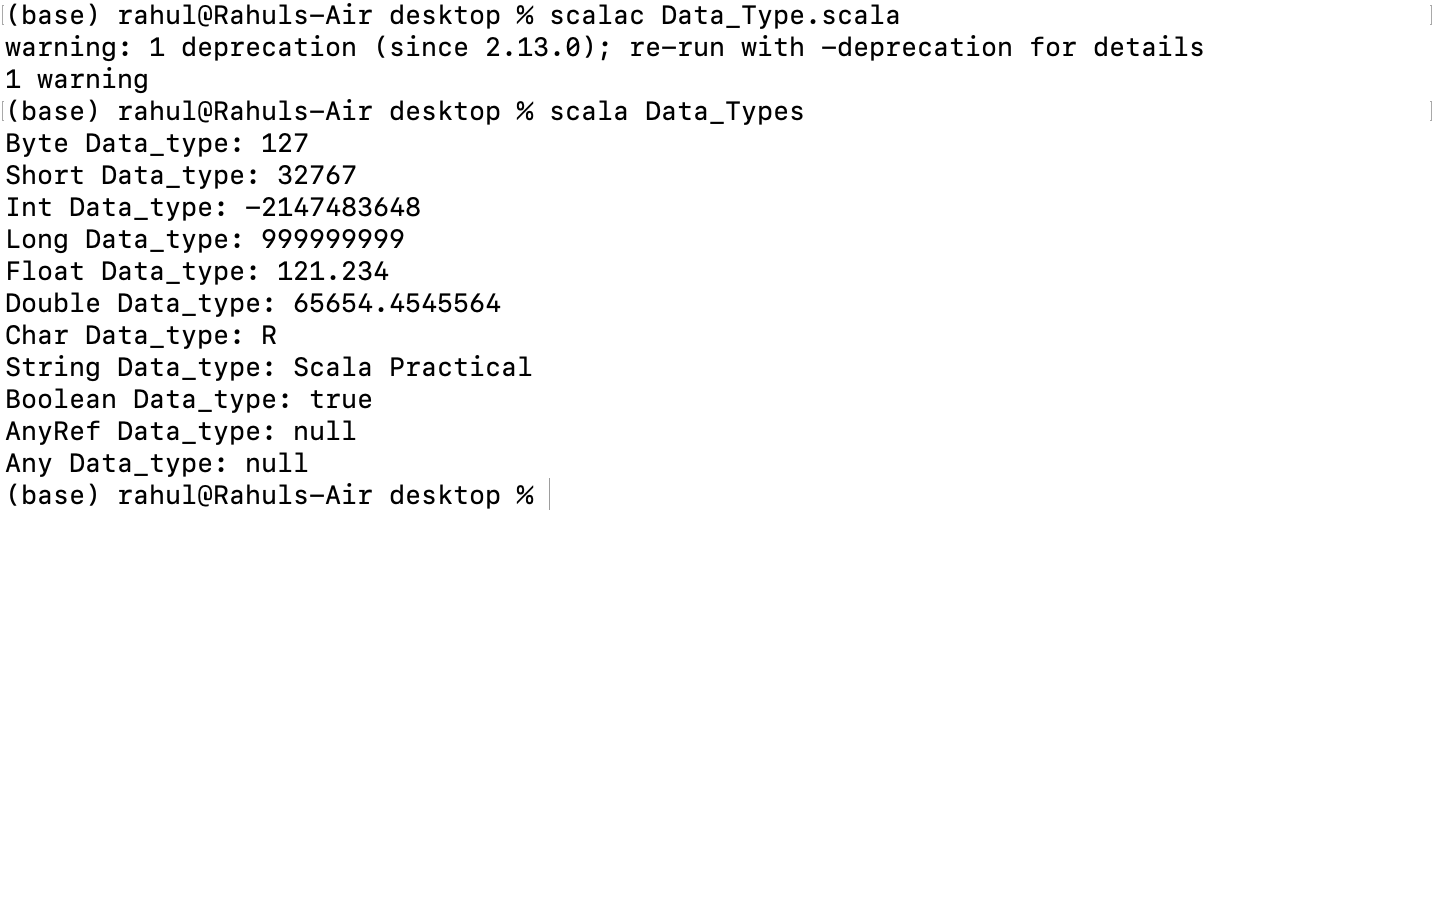 (base) rahul@Rahuls-Air desktop % scalac Data_Type.scala
warning: 1 deprecation (since 2.13.0); re-run with -deprecation for details
1 warning
(base) rahul@Rahuls-Air desktop % scala Data_Types
Byte Data_type: 127
Short Data_type: 32767
Int Data_type: -2147483648
Long Data_type: 999999999
Float Data_type: 121.234
Double Data_type: 65654.4545564
Char Data_type: R
String Data_type: Scala Practical
Boolean Data_type: true
AnyRef Data_type: null
Any Data_type: null
(base) rahul@Rahuls-Air desktop %